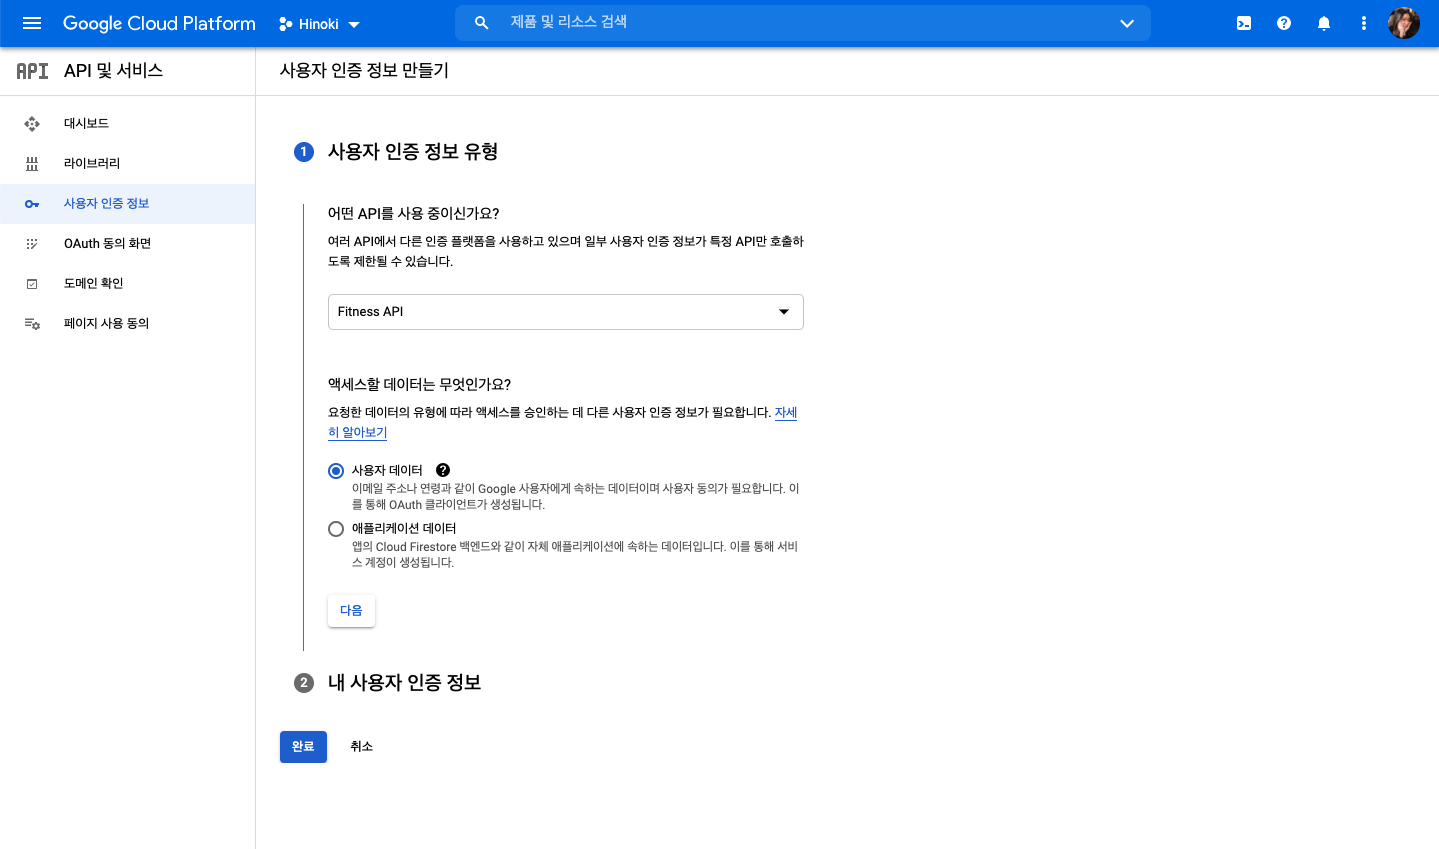 Google Cloud Platform
Hinoki
제품 및 리소스 검색
API
API 및 서비스
사용자 인증 정보 만들기
대시보드
라이브러리
사용자 인증 정보
OAuth 동의 화면
도메인 확인
페이지 사용 동의
1
사용자 인증 정보 유형
어떤 API를 사용 중이신가요?
여러 API에서 다른 인증 플랫폼을 사용하고 있으며 일부 사용자 인증 정보가 특정 API만 호출하
도록 제한될 수 있습니다.
Fitness API
액세스할 데이터는 무엇인가요?
요청한 데이터의 유형에 따라 액세스를 승인하는 데 다른 사용자 인증 정보가 필요합니다. 자세
히 알아보기
사용자 데이터
이메일 주소나 연령과 같이 Google 사용자에게 속하는 데이터이며 사용자 동의가 필요합니다. 이
를 통해 OAuth 클라이언트가 생성됩니다.
애플리케이션 데이터
앱의 Cloud Firestore 백엔드와 같이 자체 애플리케이션에 속하는 데이터입니다. 이를 통해 서비
스 계정이 생성됩니다.
다음
2
내 사용자 인증 정보
완료
취소